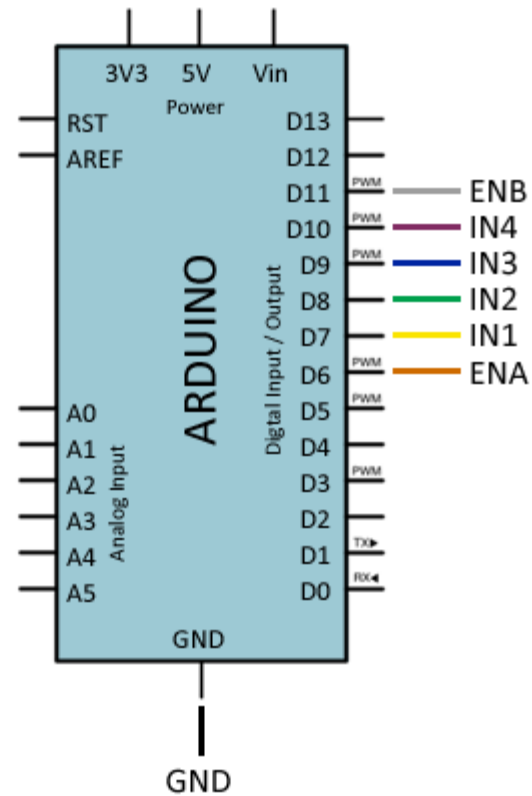 3V3 5V Vin
Power
RST
AREF
A0
A1
A2
A3
A4
A5
Analog Input
ARDUINO
Digtal Input / Output
D13
D12
D11 PWM ENB
D10 PWM IN4
D9 PWM IN3
D8 IN2
D7 IN1
D6 PWM ENA
D5 PWM
D4
D3 PWM
D2
D1 TX▶
D0 RX◀
GND
GND